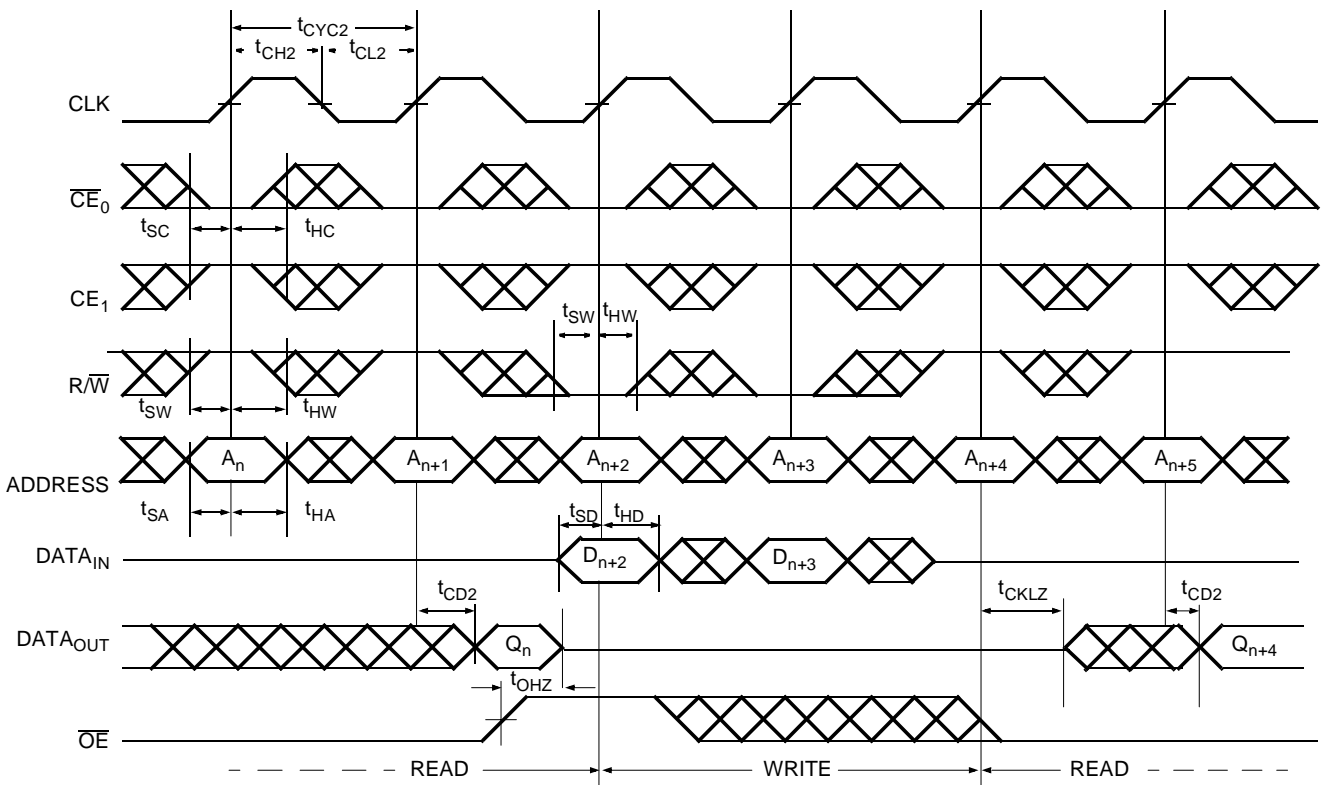 tCYC2
tCH2 tCL2
CLK
CE0
tSC tHC
CE1
tSW tHW
R/W
tSW tHW
An An+1 An+2 An+3 An+4 An+5
ADDRESS
tSA tHA tSD tHD
DATAIN Dn+2 Dn+3
tCD2 tCKLZ tCD2
DATAOUT Qn Qn+4
tOHZ
OE
READ WRITE READ